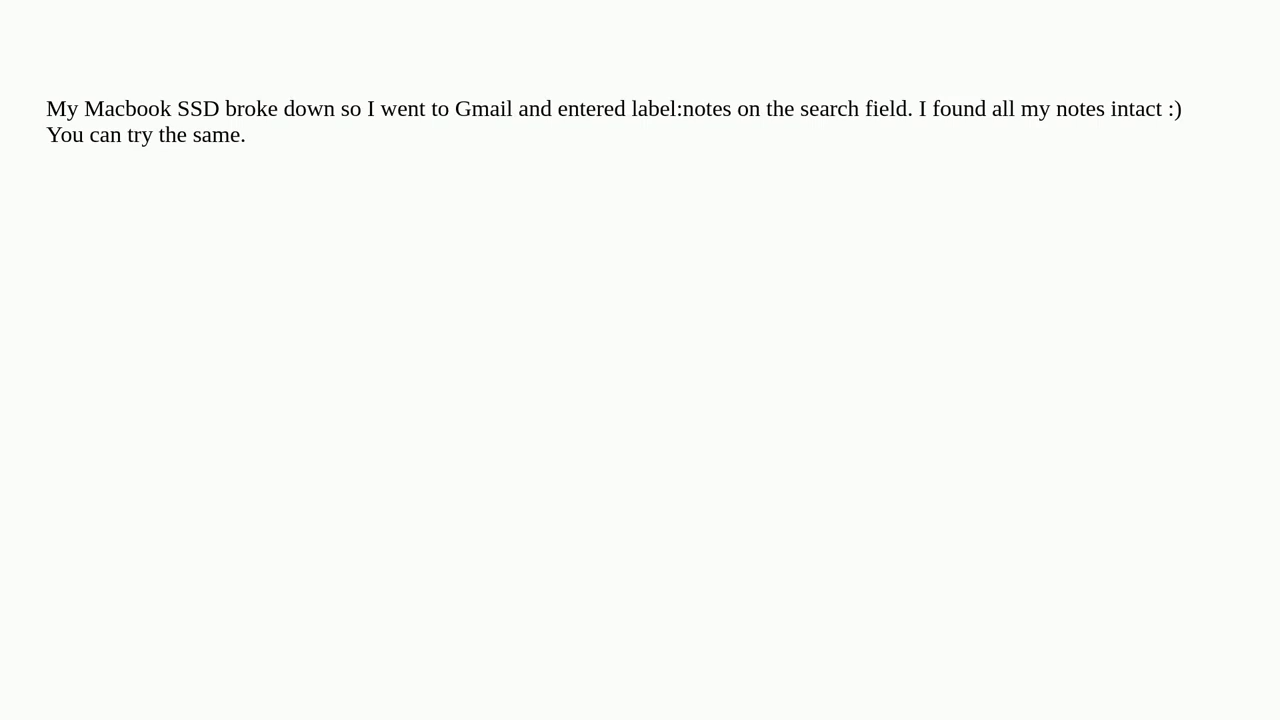 My Macbook SSD broke down so I went to Gmail and entered label:notes on the search field. I found all my notes intact :)
You can try the same.